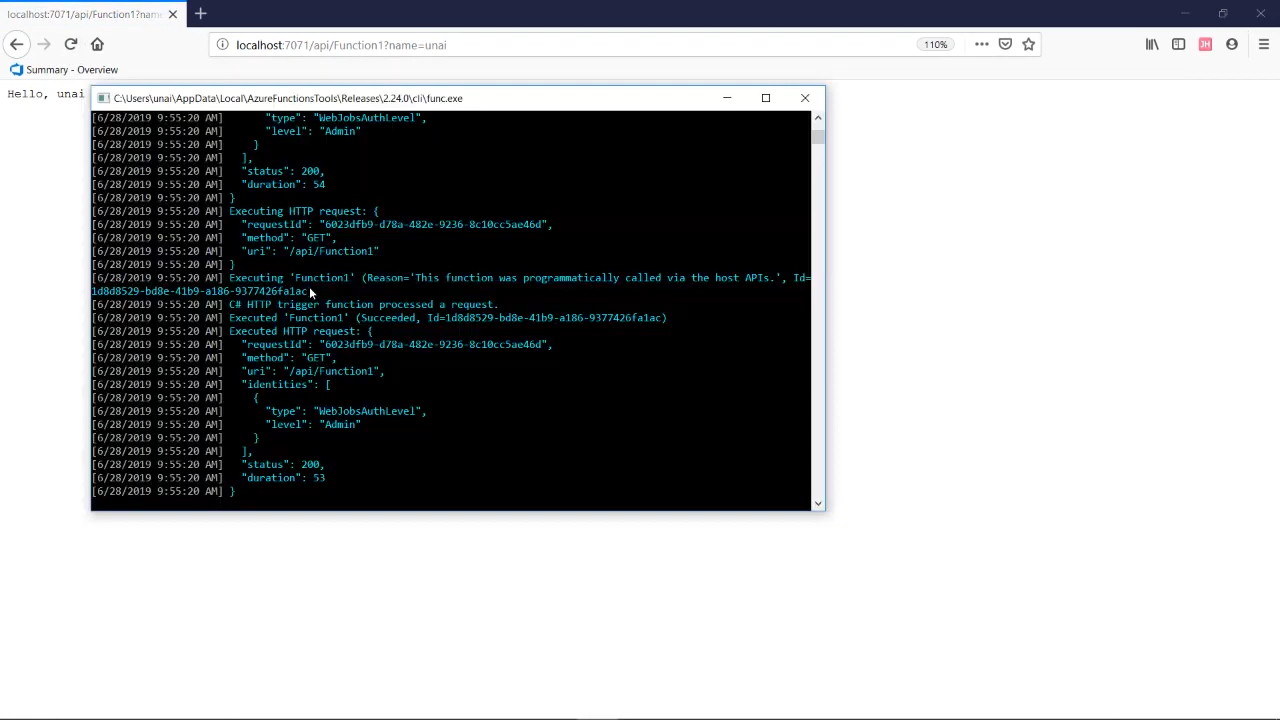 localhost:7071/api/Function1?name
localhost:7071/api/Function1?name=unai
110%
JH
Summary - Overview
Hello, unai
C:\Users\unai\AppData\Local\AzureFunctionsTools\Releases\2.24.0\cli\func.exe
[6/28/2019 9:55:20 AM]       "type": "WebJobsAuthLevel",
[6/28/2019 9:55:20 AM]       "level": "Admin"
[6/28/2019 9:55:20 AM]     }
[6/28/2019 9:55:20 AM]   ],
[6/28/2019 9:55:20 AM]   "status": 200,
[6/28/2019 9:55:20 AM]   "duration": 54
[6/28/2019 9:55:20 AM] }
[6/28/2019 9:55:20 AM] Executing HTTP request: {
[6/28/2019 9:55:20 AM]   "requestId": "6023dfb9-d78a-482e-9236-8c10cc5ae46d",
[6/28/2019 9:55:20 AM]   "method": "GET",
[6/28/2019 9:55:20 AM]   "uri": "/api/Function1"
[6/28/2019 9:55:20 AM] }
[6/28/2019 9:55:20 AM] Executing 'Function1' (Reason='This function was programmatically called via the host APIs.', Id=
1d8d8529-bd8e-41b9-a186-9377426fa1ac)
[6/28/2019 9:55:20 AM] C# HTTP trigger function processed a request.
[6/28/2019 9:55:20 AM] Executed 'Function1' (Succeeded, Id=1d8d8529-bd8e-41b9-a186-9377426fa1ac)
[6/28/2019 9:55:20 AM] Executed HTTP request: {
[6/28/2019 9:55:20 AM]   "requestId": "6023dfb9-d78a-482e-9236-8c10cc5ae46d",
[6/28/2019 9:55:20 AM]   "method": "GET",
[6/28/2019 9:55:20 AM]   "uri": "/api/Function1",
[6/28/2019 9:55:20 AM]   "identities": [
[6/28/2019 9:55:20 AM]     {
[6/28/2019 9:55:20 AM]       "type": "WebJobsAuthLevel",
[6/28/2019 9:55:20 AM]       "level": "Admin"
[6/28/2019 9:55:20 AM]     }
[6/28/2019 9:55:20 AM]   ],
[6/28/2019 9:55:20 AM]   "status": 200,
[6/28/2019 9:55:20 AM]   "duration": 53
[6/28/2019 9:55:20 AM] }